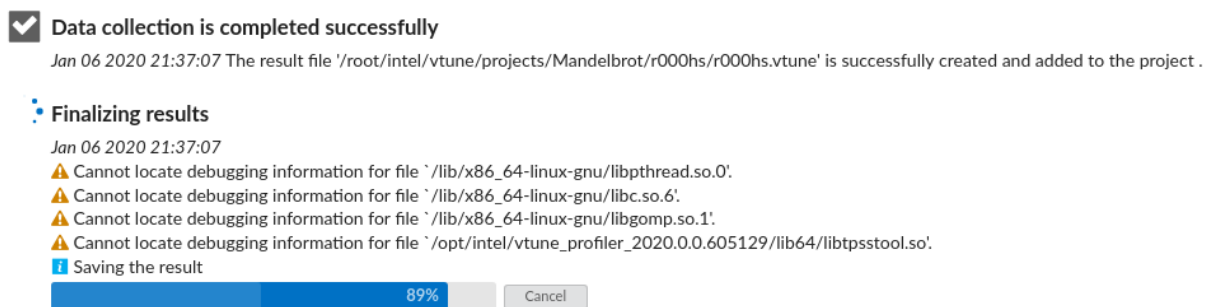 Data collection is completed successfully
Jan 06 2020 21:37:07 The result file '/root/intel/vtune/projects/Mandelbrot/r000hs/r000hs.vtune' is successfully created and added to the project .
Finalizing results
Jan 06 2020 21:37:07
Cannot locate debugging information for file `/lib/x86_64-linux-gnu/libpthread.so.0'.
Cannot locate debugging information for file `/lib/x86_64-linux-gnu/libc.so.6'.
Cannot locate debugging information for file `/lib/x86_64-linux-gnu/libgomp.so.1'.
Cannot locate debugging information for file `/opt/intel/vtune_profiler_2020.0.0.605129/lib64/libtpsstool.so'.
Saving the result
89% Cancel